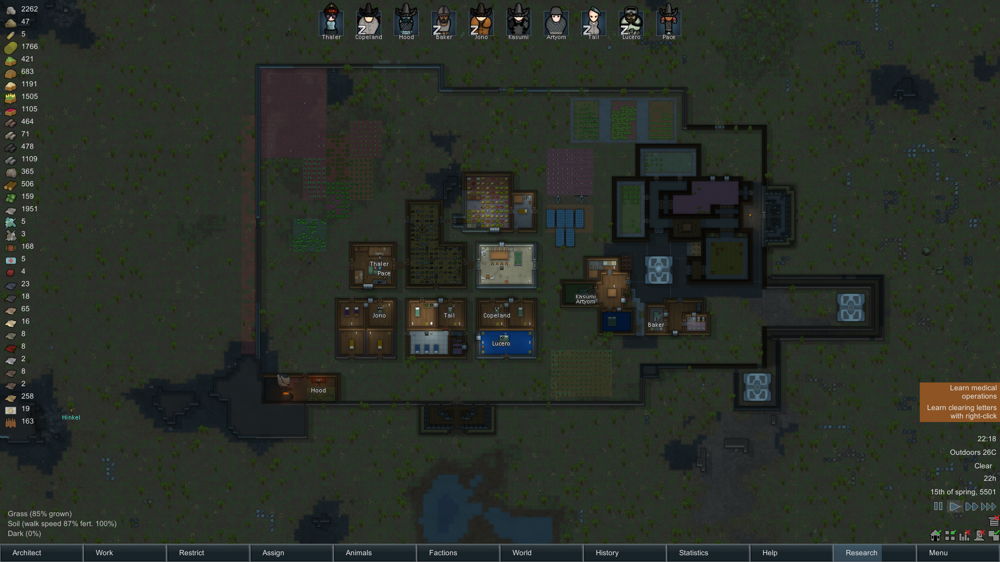 2262
47
5
1766
421
683
1191
1505
1105
464
71
478
1109
365
506
159
1951
5
3
168
5
4
23
18
65
16
8
8
2
8
2
258
19
163
Thaler
Copeland
Hood
Baker
Jono
Kasumi
Artyom
Tail
Lucero
Pace
Z
Z
Z
Z
Z
Thaler
Pace
Kasumi
Artyom
Jono
Tail
Copeland
Baker
Lucero
Hood
Hinkel
Learn medical
operations
Learn clearing letters
with right-click
22:18
Outdoors 26C
Clear
22h
15th of spring, 5501
Grass (85% grown)
Soil (walk speed 87% fert. 100%)
Dark (0%)
Architect
Work
Restrict
Assign
Animals
Factions
World
History
Statistics
Help
Research
Menu